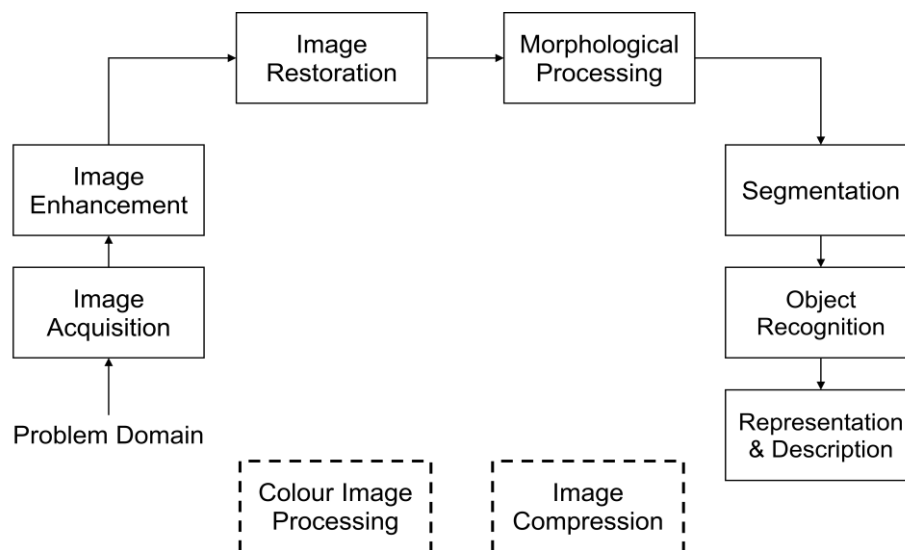 Image
Restoration
Morphological
Processing
Image
Enhancement
Segmentation
Image
Acquisition
Object
Recognition
Problem Domain
Representation
& Description
Colour Image
Processing
Image
Compression